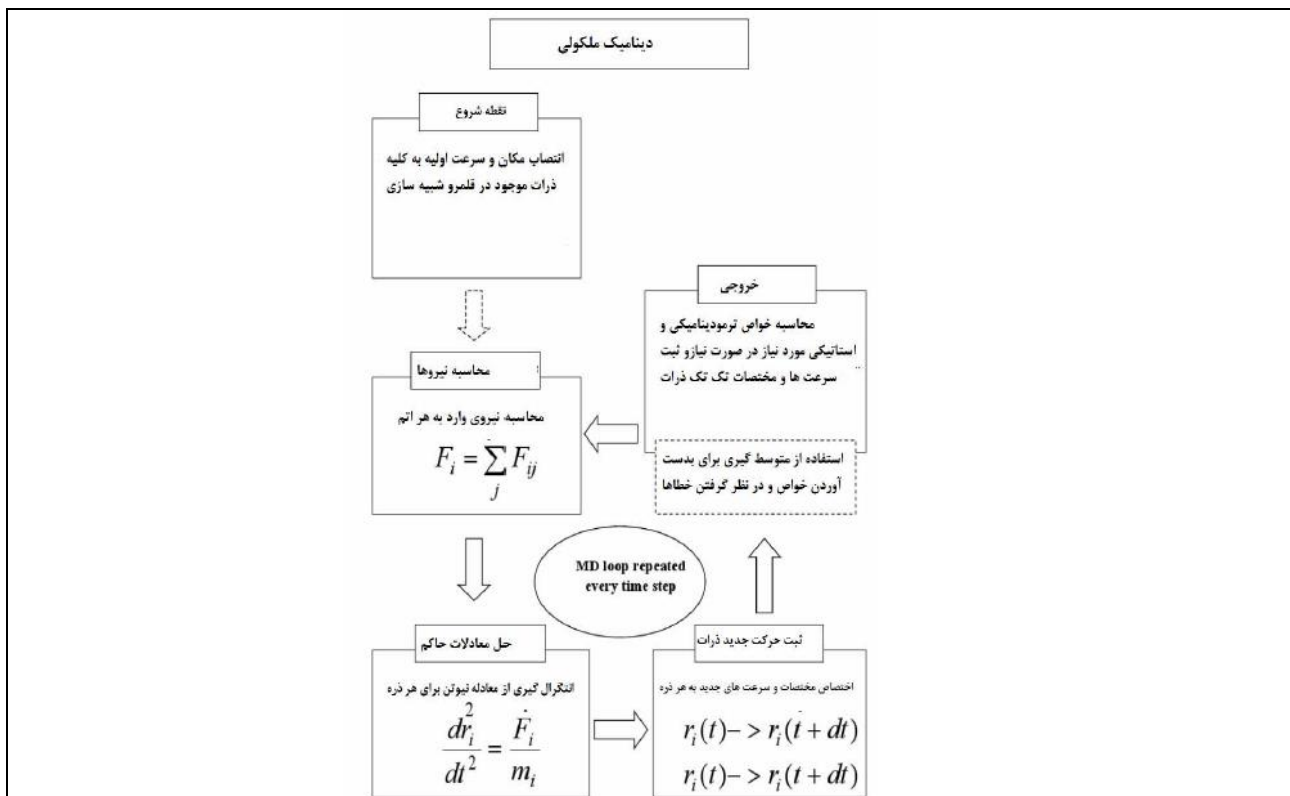 دینامیک ملکولی
نقطه شروع
انتصاب مکان و سرعت اولیه به کلیه
ذرات موجود در قلمرو شبیه سازی
خروجی
محاسبه خواص ترمودینامیکی و
استاتیکی مورد نیاز در صورت نیازو ثبت
سرعت ها و مختصات تک تک ذرات
استفاده از متوسط گیری برای بدست
آوردن خواص و در نظر گرفتن خطاها
محاسبه نیروها
محاسبه نیروی وارد به هر اتم
F_i = \sum_j F_{ij}
MD loop repeated
every time step
حل معادلات حاکم
انتگرال گیری از معادله نیوتن برای هر ذره
\frac{dr_i^2}{dt^2} = \frac{F_i}{m_i}
ثبت حرکت جدید ذرات
اختصاص مختصات و سرعت های جدید به هر ذره
r_i(t)-> r_i(t + dt)
r_i(t)-> r_i(t + dt)